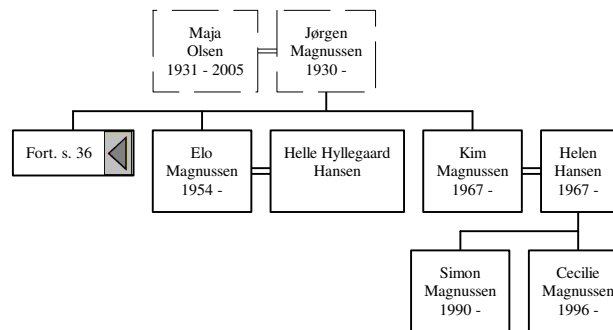 Maja
Olsen
1931 - 2005
Jørgen
Magnussen
1930 -
Fort. s. 36
Elo
Magnussen
1954 -
Helle Hyllegaard
Hansen
Kim
Magnussen
1967 -
Helen
Hansen
1967 -
Simon
Magnussen
1990 -
Cecilie
Magnussen
1996 -